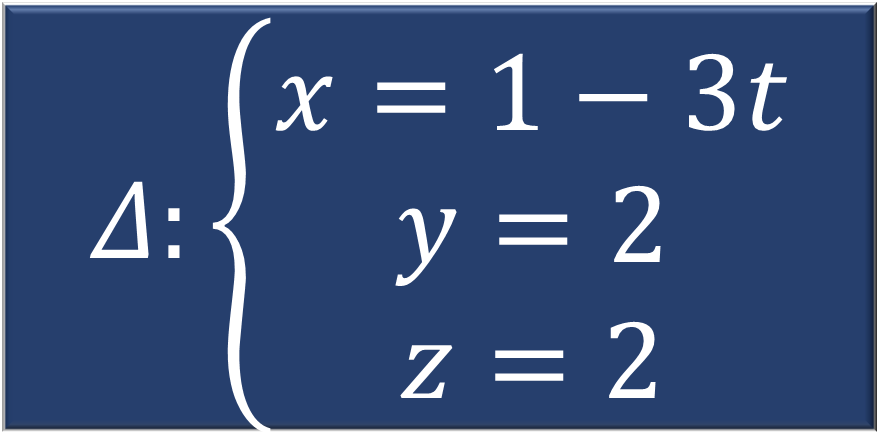 x = 1 − 3t
Δ: { y = 2
z = 2